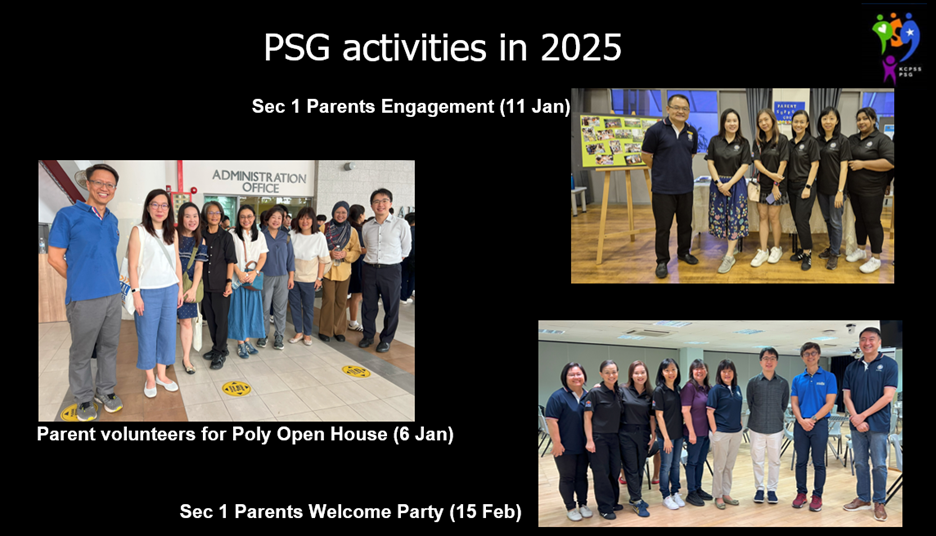 PSG activities in 2025
KCPSS
PSG
Sec 1 Parents Engagement (11 Jan)
PARENT
ADMINISTRATION
OFFICE
Parent volunteers for Poly Open House (6 Jan)
Sec 1 Parents Welcome Party (15 Feb)